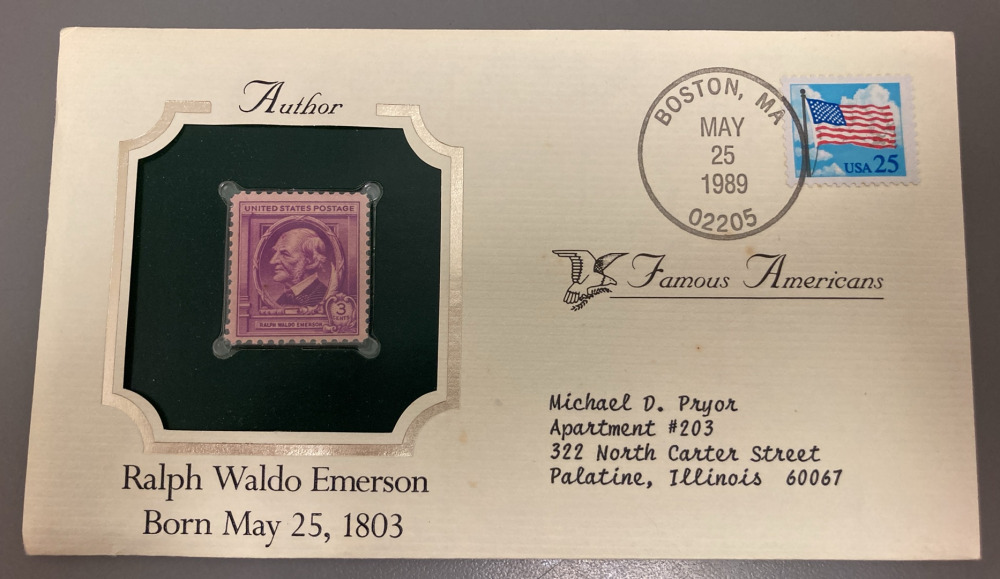 Author
UNITED STATES POSTAGE
3
CENTS
RALPH WALDO EMERSON
Ralph Waldo Emerson
Born May 25, 1803
BOSTON, MA
MAY
25
1989
02205
USA 25
Famous Americans
Michael D. Pryor
Apartment #203
322 North Carter Street
Palatine, Illinois 60067